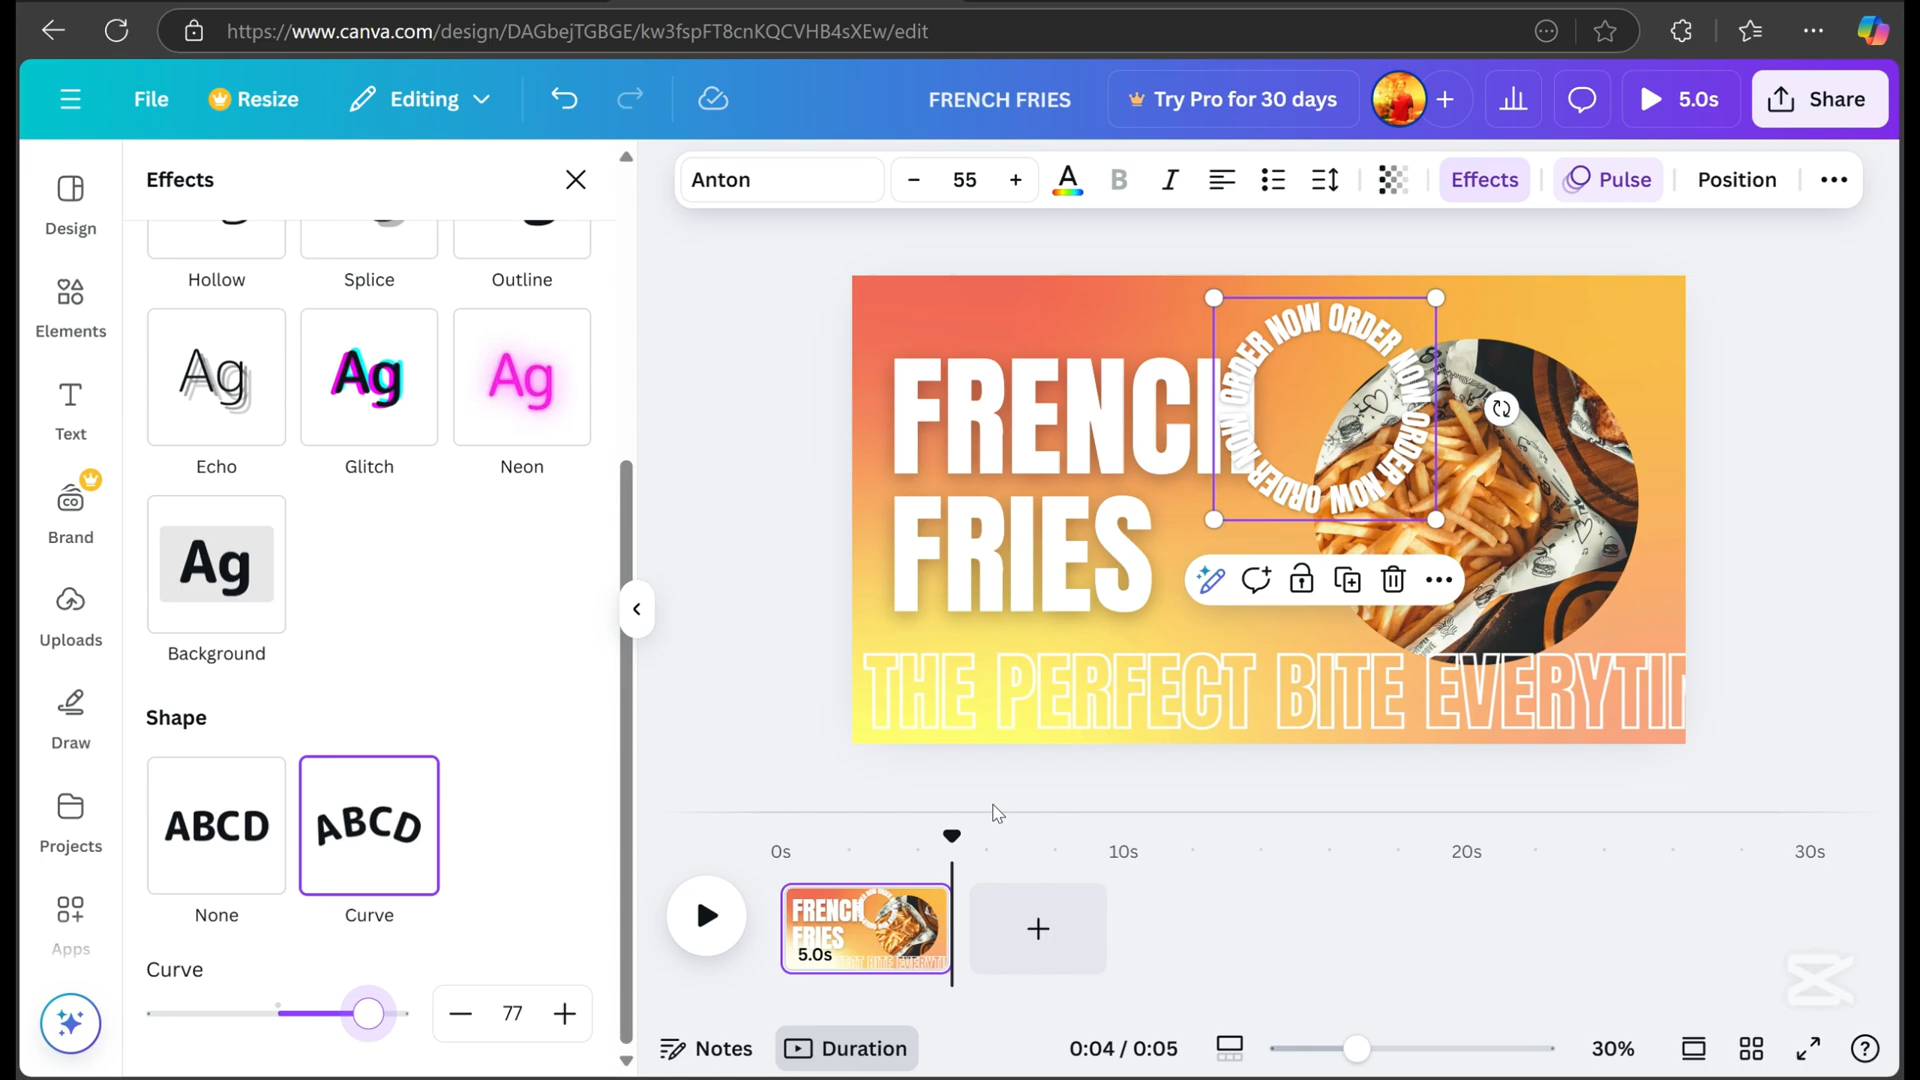 https://www.canva.com/design/DAGbejTGBGE/kw3fspFT8cnKQCVHB4sXEw/edit
File
Resize
Editing
FRENCH FRIES
Try Pro for 30 days
5.0s
Share
Design
Elements
Text
Brand
Uploads
Draw
Projects
Apps
Effects
Hollow
Splice
Outline
Ag
Ag
Ag
Echo
Glitch
Neon
Ag
Background
Shape
ABCD
ABCD
None
Curve
Curve
77
Anton
55
A
B
I
Effects
Pulse
Position
FRENCH
FRIES
ORDER NOW ORDER NOW ORDER NOW ORDER NOW ORDER NOW
THE PERFECT BITE EVERYTI
0s
10s
20s
30s
FRENCH
FRIES
5.0s
Notes
Duration
0:04 / 0:05
30%